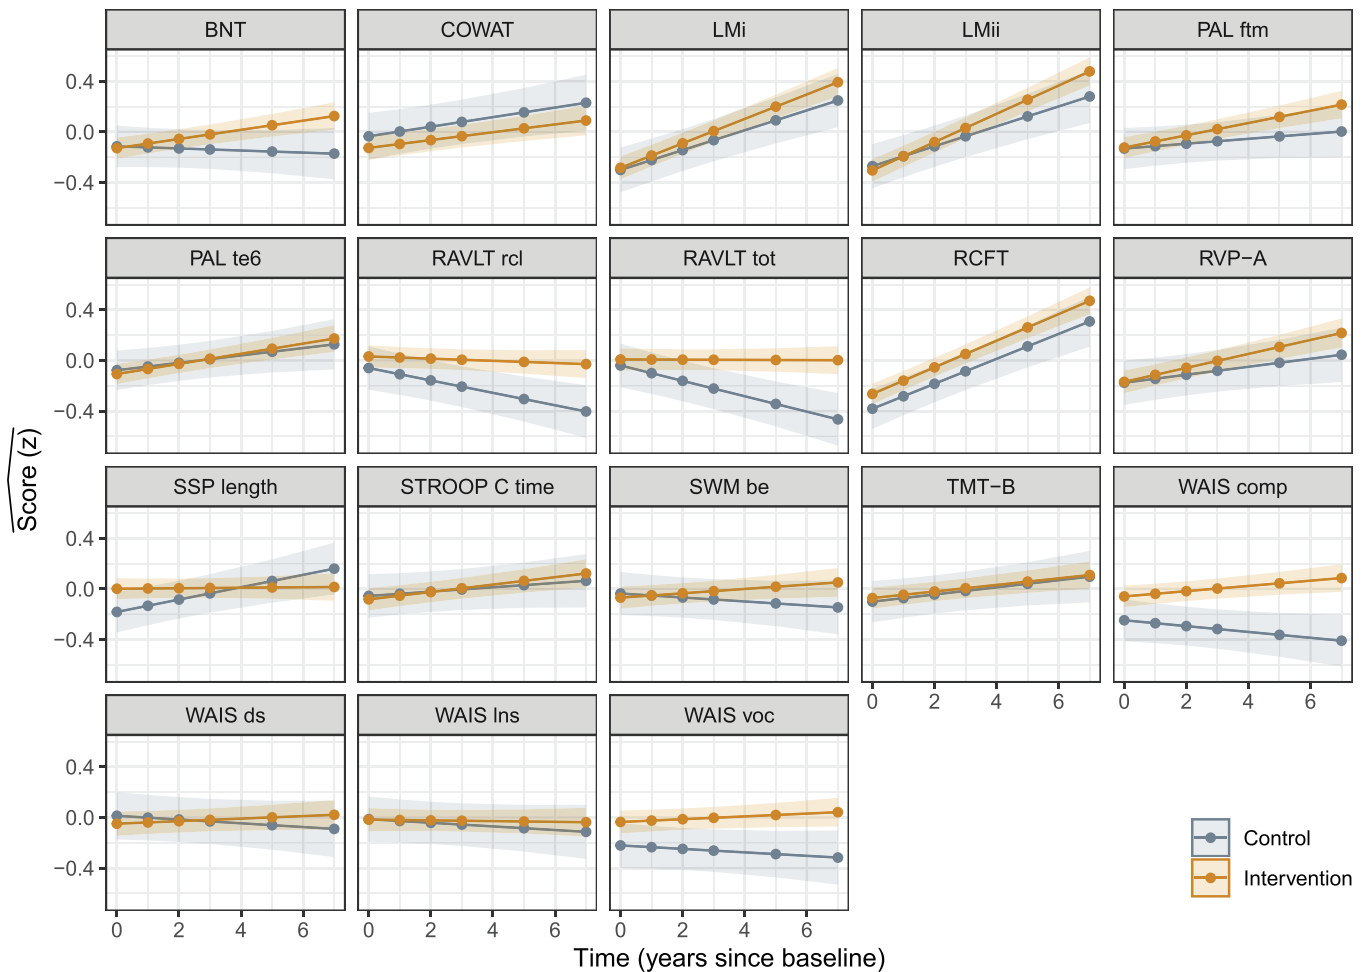 BNT COWAT LMi LMii PAL ftm
0.4
0.0
−0.4
PAL te6 RAVLT rcl RAVLT tot RCFT RVP−A
0.4
0.0
−0.4
Score (z)
SSP length STROOP C time SWM be TMT−B WAIS comp
0.4
0.0
−0.4
0 2 4 6 0 2 4 6
WAIS ds WAIS lns WAIS voc
0.4
0.0
−0.4
Control
Intervention
0 2 4 6 0 2 4 6 0 2 4 6
Time (years since baseline)